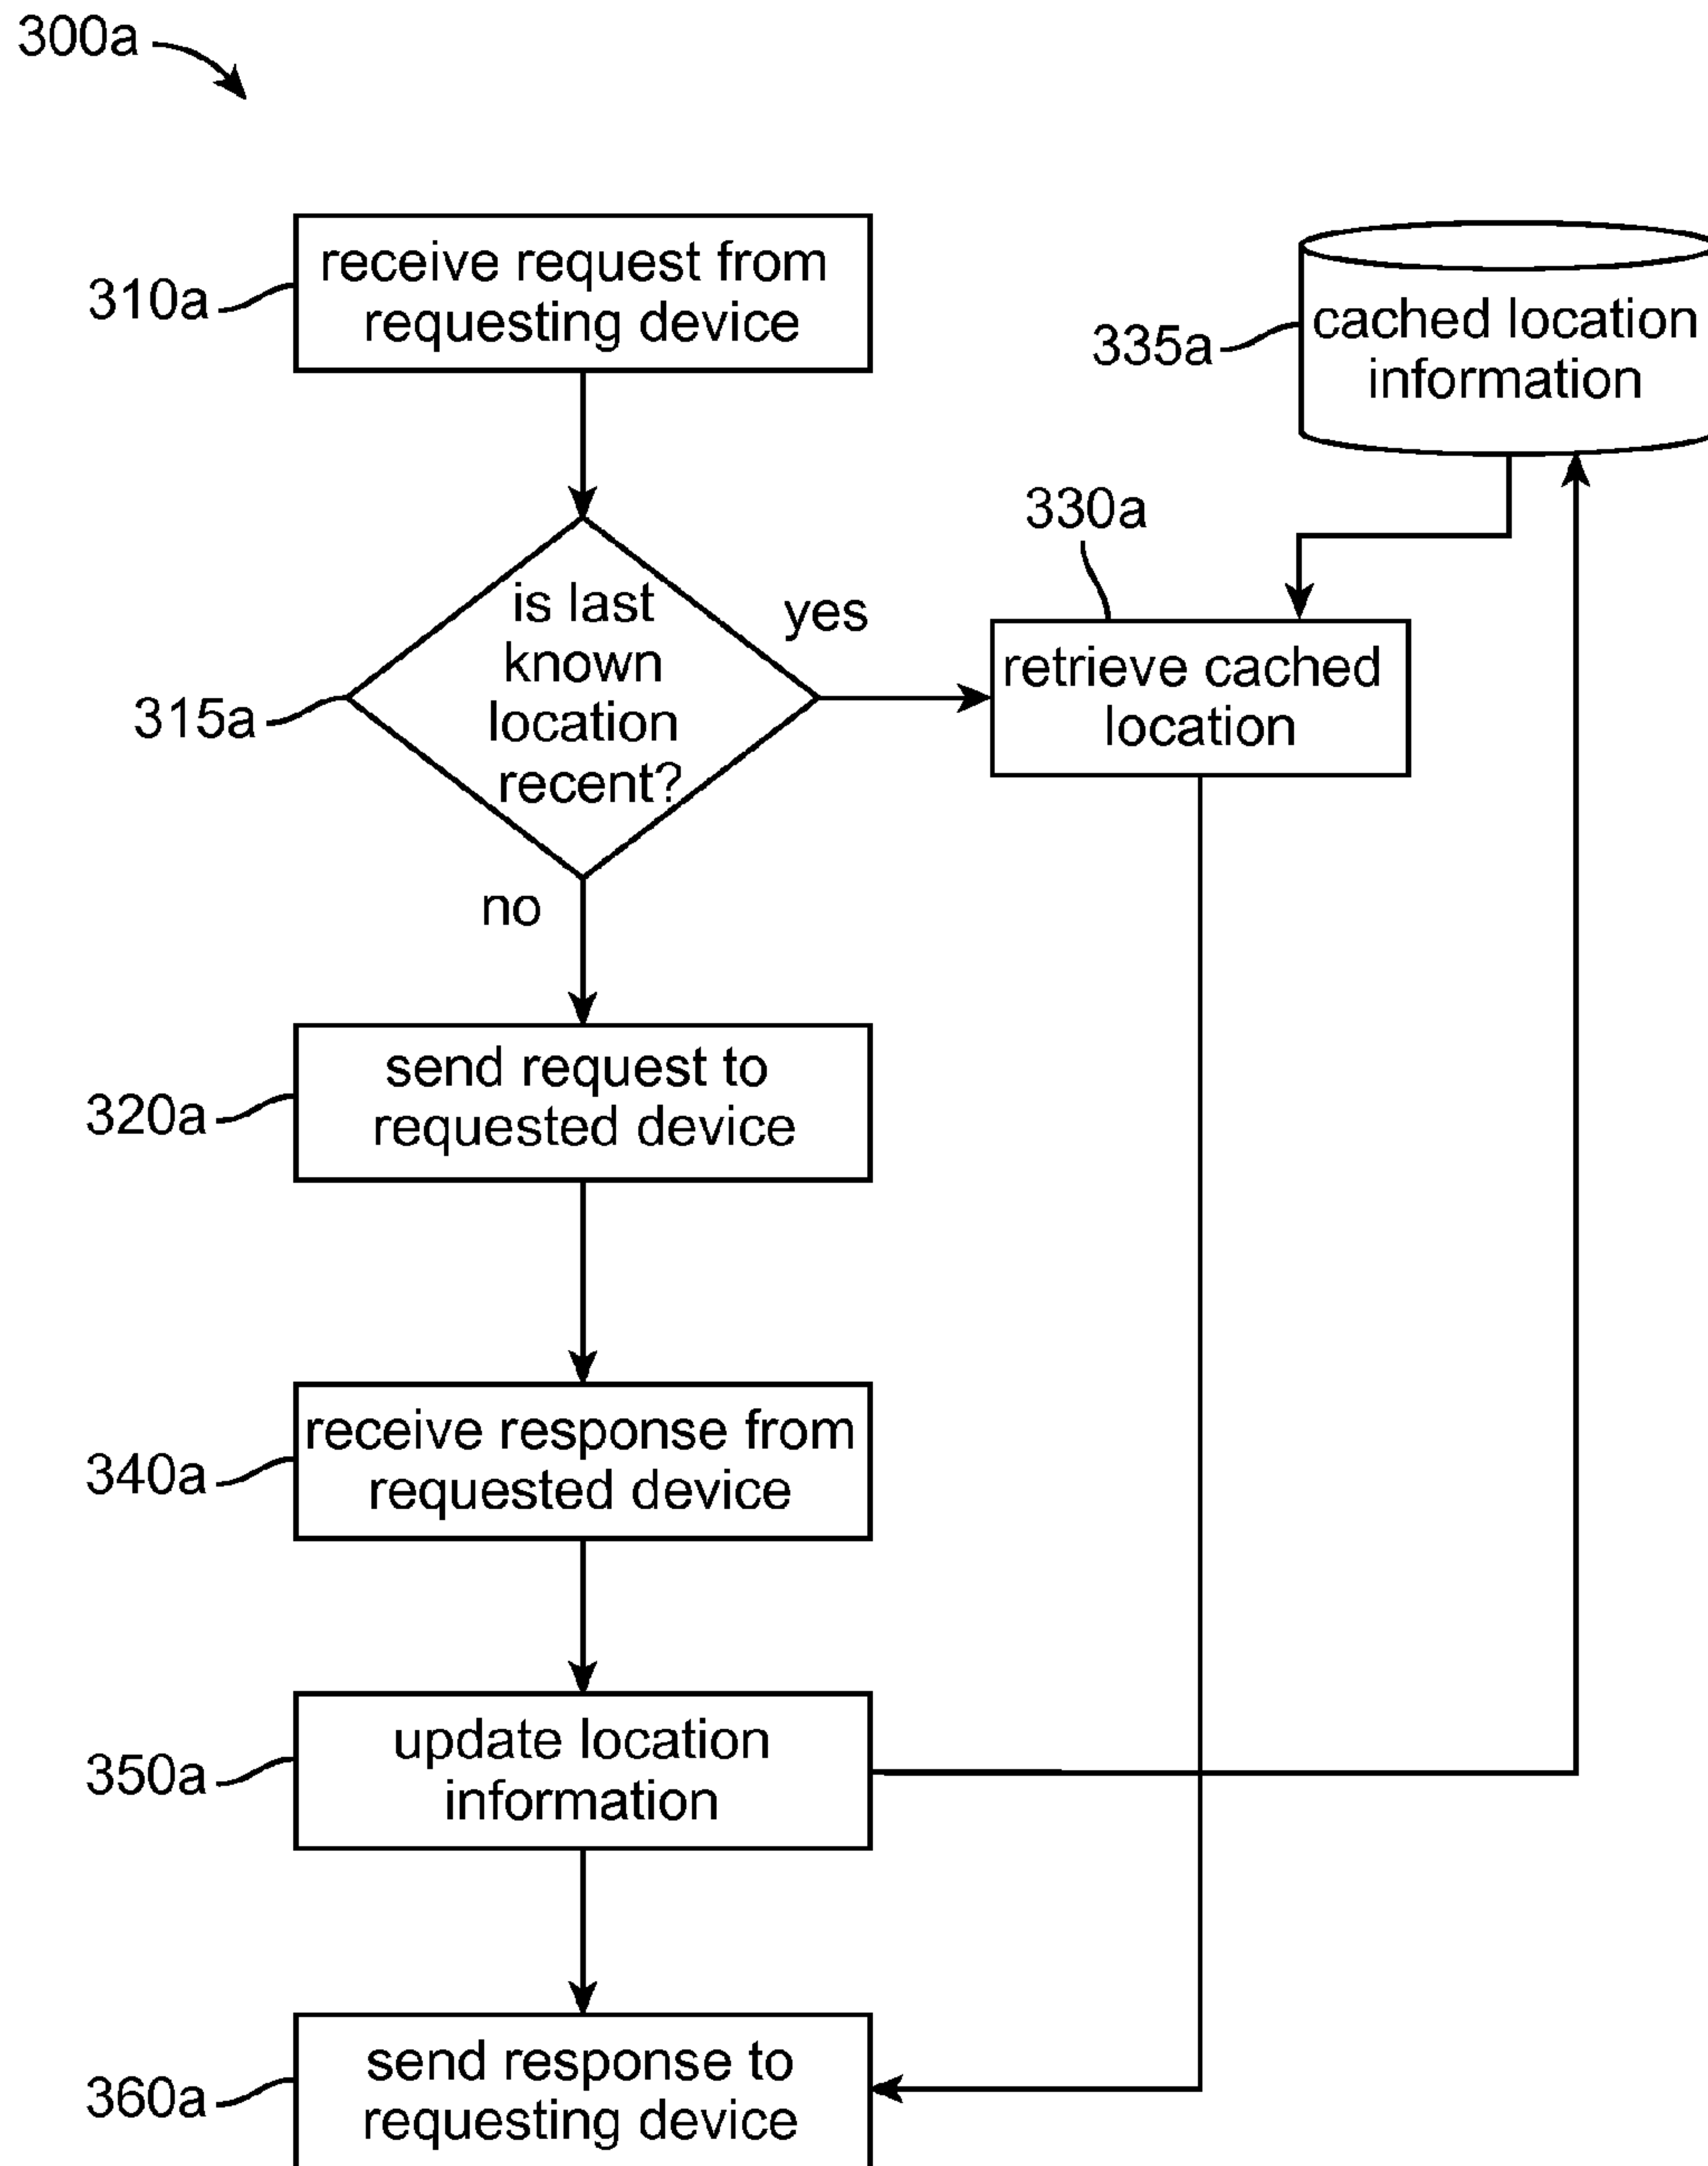 300a
310a
receive request from
requesting device
335a
cached location
information
315a
is last
known
location
recent?
yes
no
330a
retrieve cached
location
320a
send request to
requested device
340a
receive response from
requested device
350a
update location
information
360a
send response to
requesting device